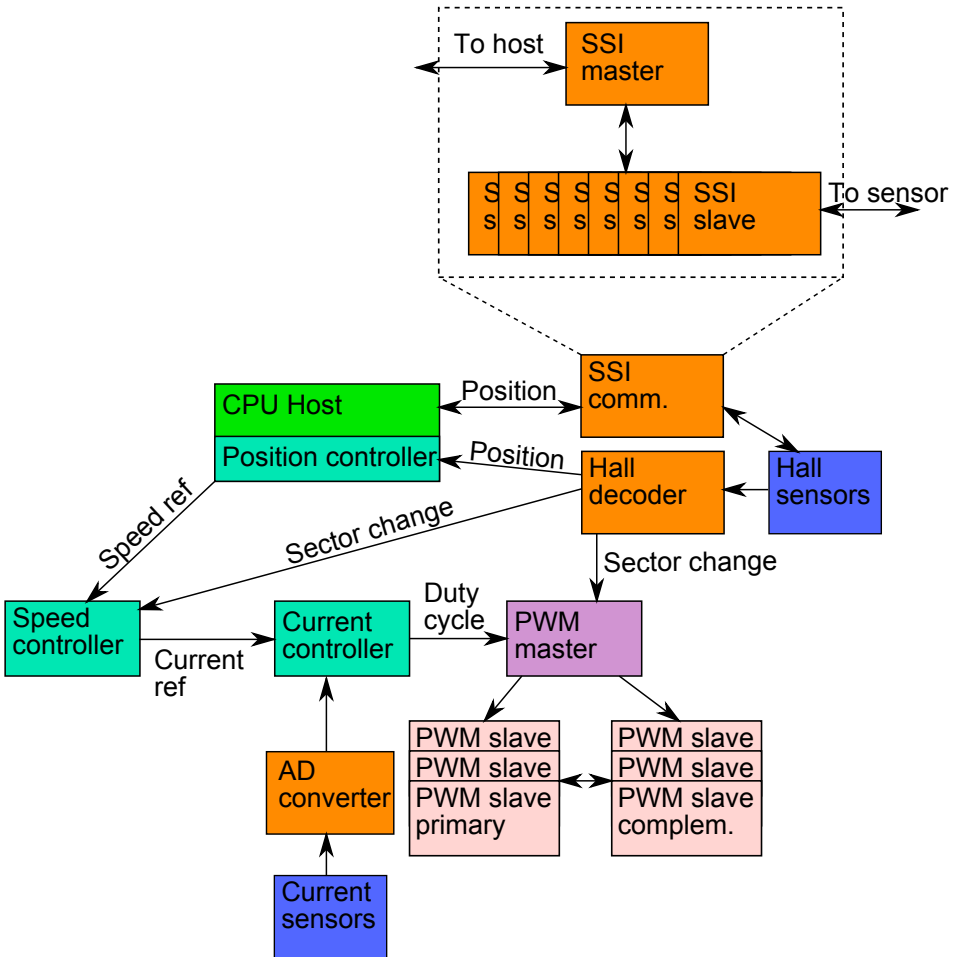 To host
SSI
master
S S S S S S S SSI
s s s s s s s slave
To sensor
SSI
comm.
CPU Host
Position
Position controller
Position
Hall
decoder
Hall
sensors
Speed ref
Sector change
Sector change
Speed
controller
Current
ref
Current
controller
Duty
cycle
PWM
master
AD
converter
PWM slave
PWM slave
PWM slave
primary
PWM slave
PWM slave
PWM slave
complem.
Current
sensors